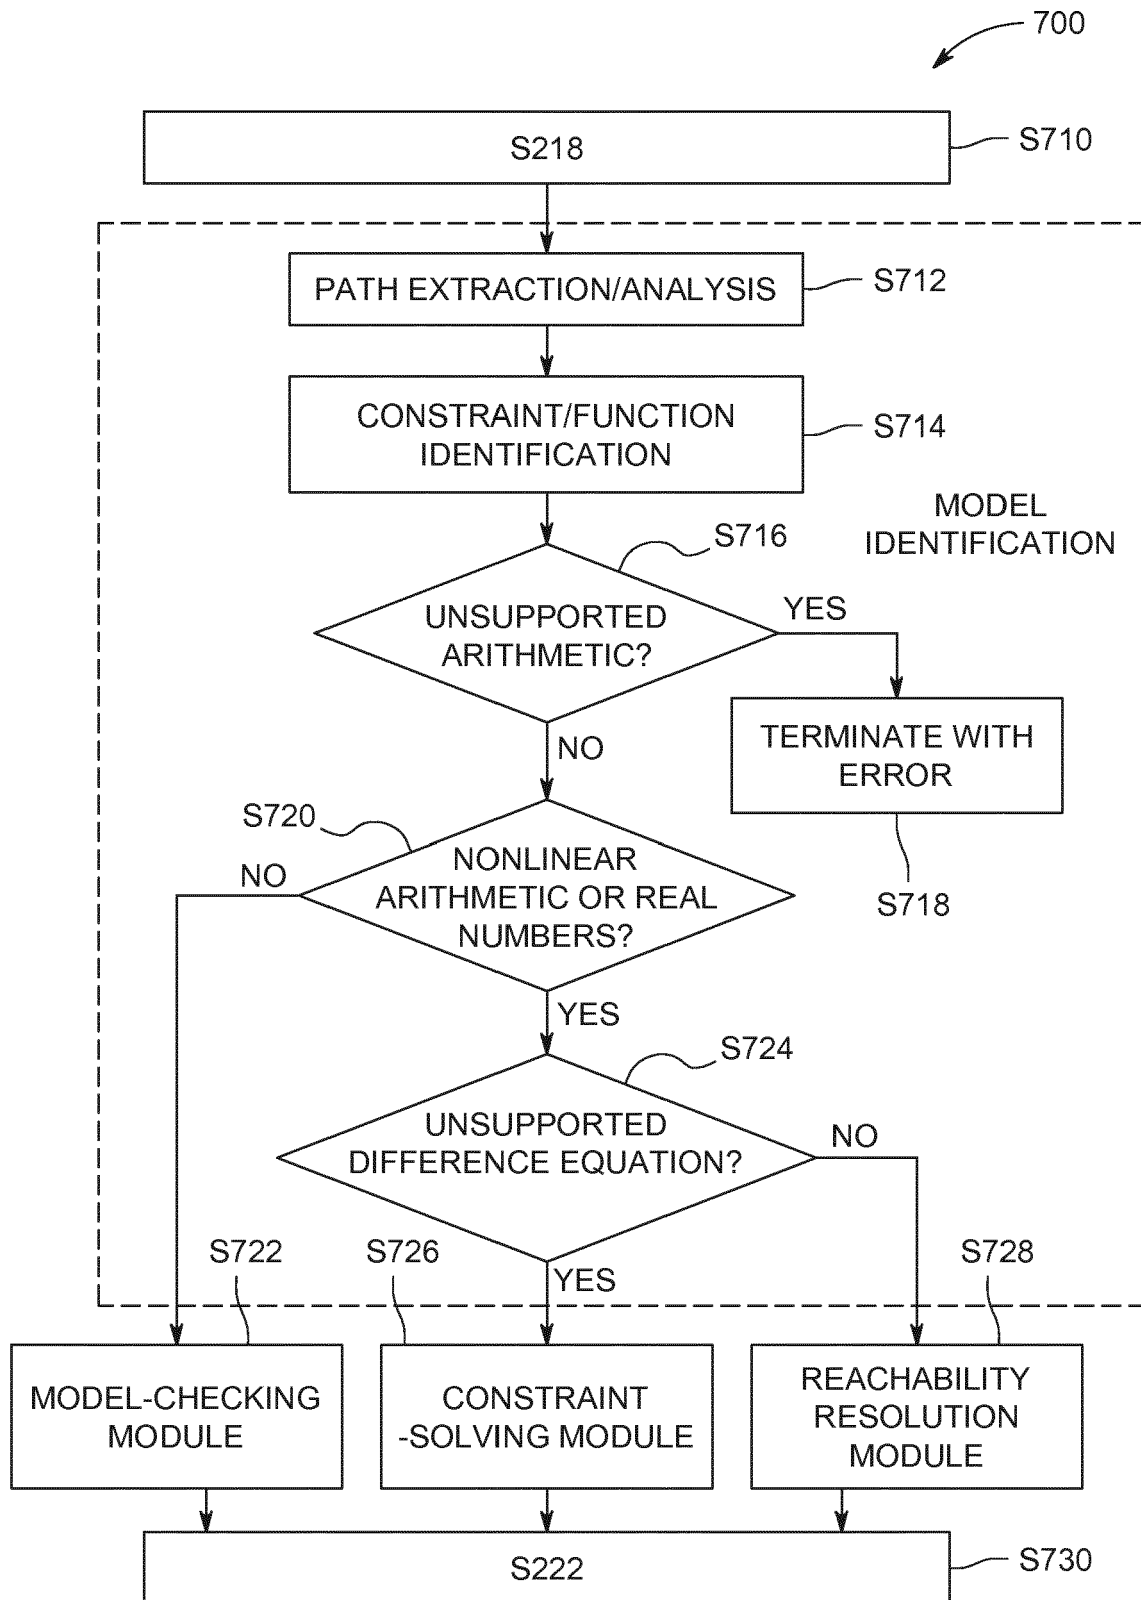 700
S218
S710
PATH EXTRACTION/ANALYSIS
S712
CONSTRAINT/FUNCTION
IDENTIFICATION
S714
MODEL
IDENTIFICATION
S716
UNSUPPORTED
ARITHMETIC?
YES
TERMINATE WITH
ERROR
S718
NO
S720
NONLINEAR
ARITHMETIC OR REAL
NUMBERS?
NO
YES
S724
UNSUPPORTED
DIFFERENCE EQUATION?
NO
YES
S722
S726
S728
MODEL-CHECKING
MODULE
CONSTRAINT
-SOLVING MODULE
REACHABILITY
RESOLUTION
MODULE
S222
S730